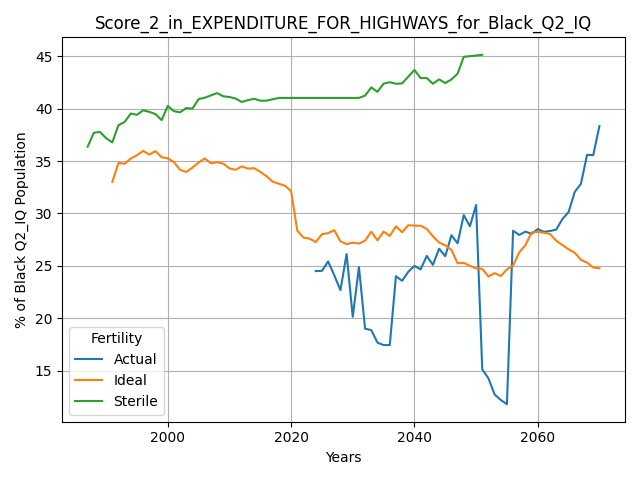 Score_2_in_EXPENDITURE_FOR_HIGHWAYS_for_Black_Q2_IQ
% of Black Q2_IQ Population
45
40
35
30
25
20
15
Fertility
Actual
Ideal
Sterile
2000 2020 2040 2060
Years